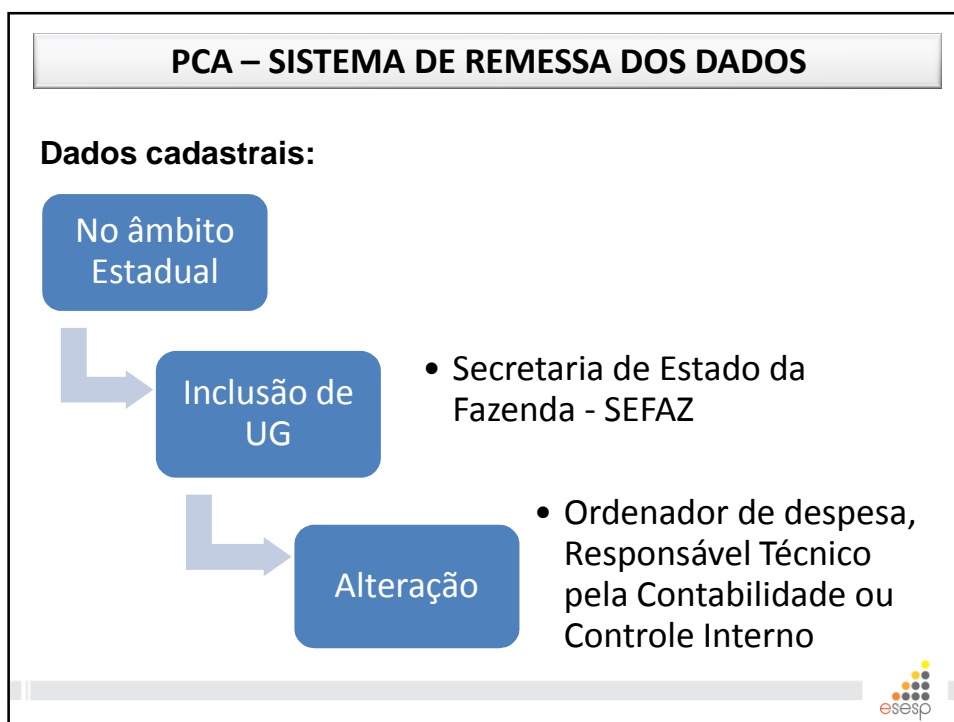 PCA – SISTEMA DE REMESSA DOS DADOS
Dados cadastrais:
No âmbito
Estadual
Inclusão de
UG
• Secretaria de Estado da
Fazenda - SEFAZ
Alteração
• Ordenador de despesa,
Responsável Técnico
pela Contabilidade ou
Controle Interno
esesp